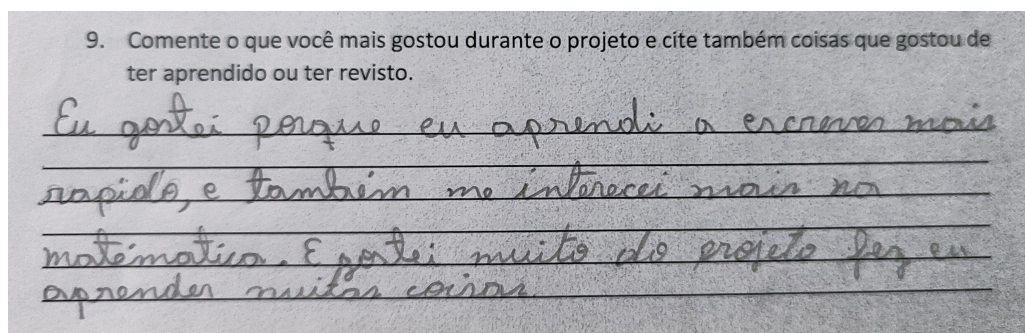 9. Comente o que você mais gostou durante o projeto e cite também coisas que gostou de
ter aprendido ou ter revisto.
Eu gostei porque eu aprendi a escrever mais
rapido, e também me interecei mais na
matématica. E gostei muito do projeto fez eu
aprender muitas coisas